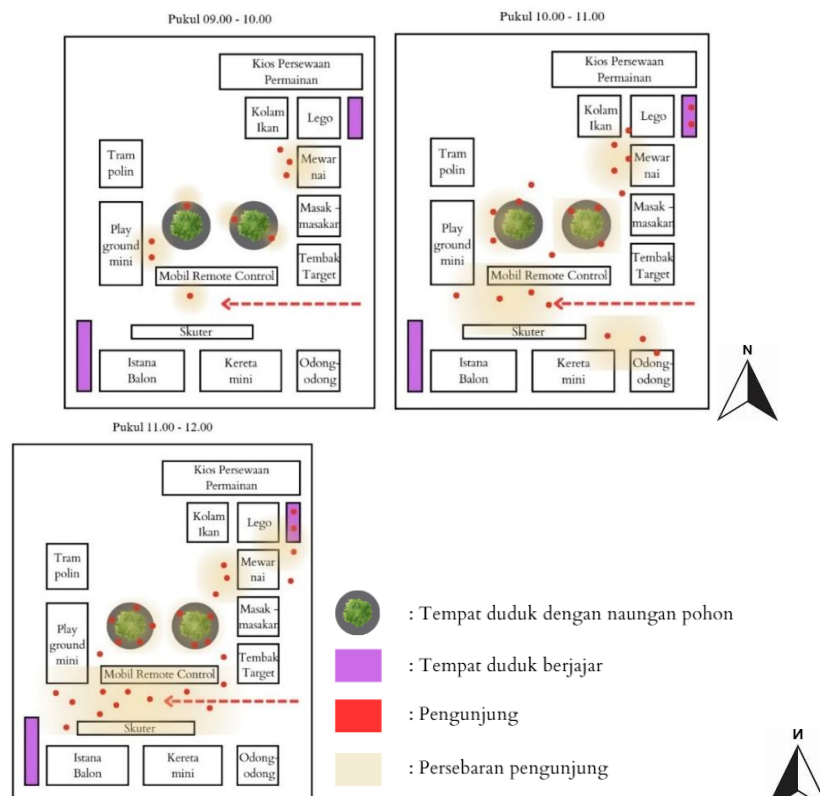 Pukul 09.00 - 10.00
Kios Persewaan
Permainan
Kolam
Ikan
Lego
Tram
polin
Mewar
nai
Play
ground
mini
Masak -
masakan
Tembak
Target
Mobil Remote Control
Skuter
Istana
Balon
Kereta
mini
Odong-
odong
Pukul 10.00 - 11.00
Kios Persewaan
Permainan
Kolam
Ikan
Lego
Tram
polin
Mewar
nai
Play
ground
mini
Masak -
masakan
Tembak
Target
Mobil Remote Control
Skuter
Istana
Balon
Kereta
mini
Odong-
odong
N
Pukul 11.00 - 12.00
Kios Persewaan
Permainan
Kolam
Ikan
Lego
Tram
polin
Mewar
nai
Play
ground
mini
Masak -
masakan
Tembak
Target
Mobil Remote Control
Skuter
Istana
Balon
Kereta
mini
Odong-
odong
: Tempat duduk dengan naungan pohon
: Tempat duduk berjajar
: Pengunjung
: Persebaran pengunjung
N